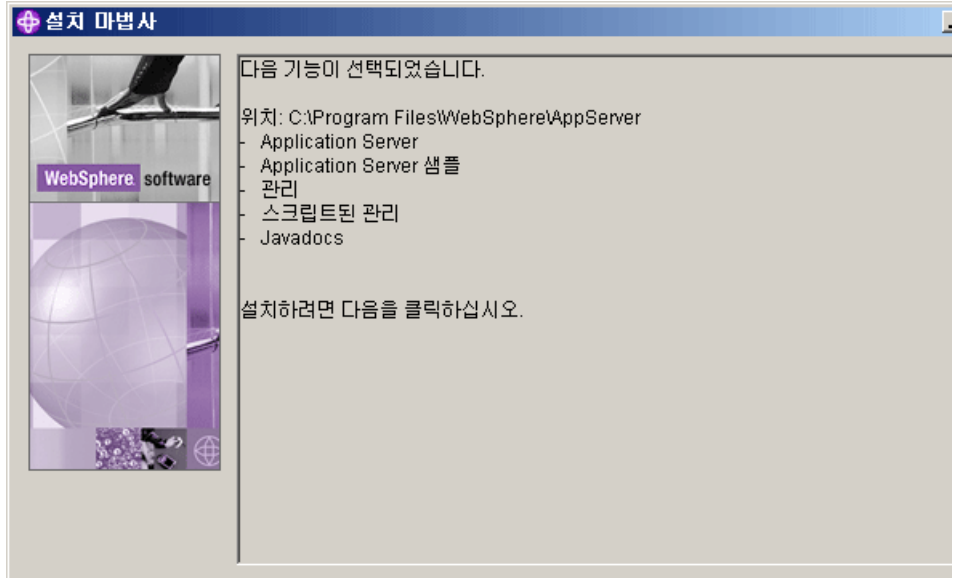 설치 마법사
다음 기능이 선택되었습니다.
위치: C:\Program Files\WebSphere\AppServer
- Application Server
- Application Server 샘플
- 관리
- 스크립트된 관리
- Javadocs
설치하려면 다음을 클릭하십시오.
WebSphere. software